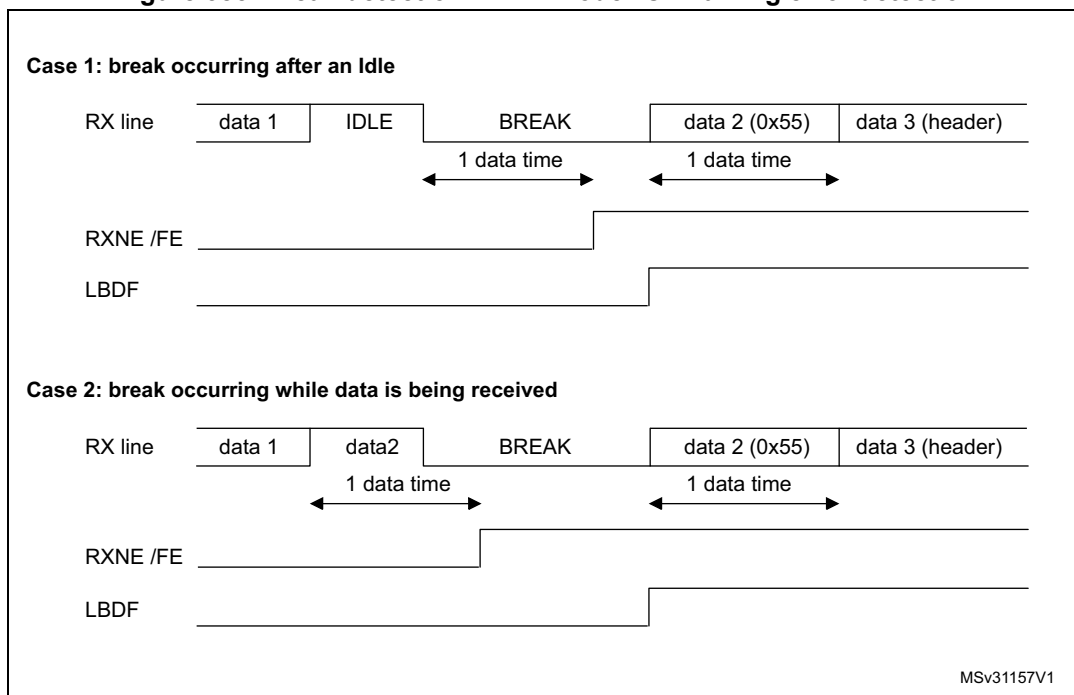 Case 1: break occurring after an Idle
RX line data 1 IDLE BREAK data 2 (0x55) data 3 (header)
1 data time 1 data time
RXNE /FE
LBDF
Case 2: break occurring while data is being received
RX line data 1 data2 BREAK data 2 (0x55) data 3 (header)
1 data time 1 data time
RXNE /FE
LBDF
MSv31157V1